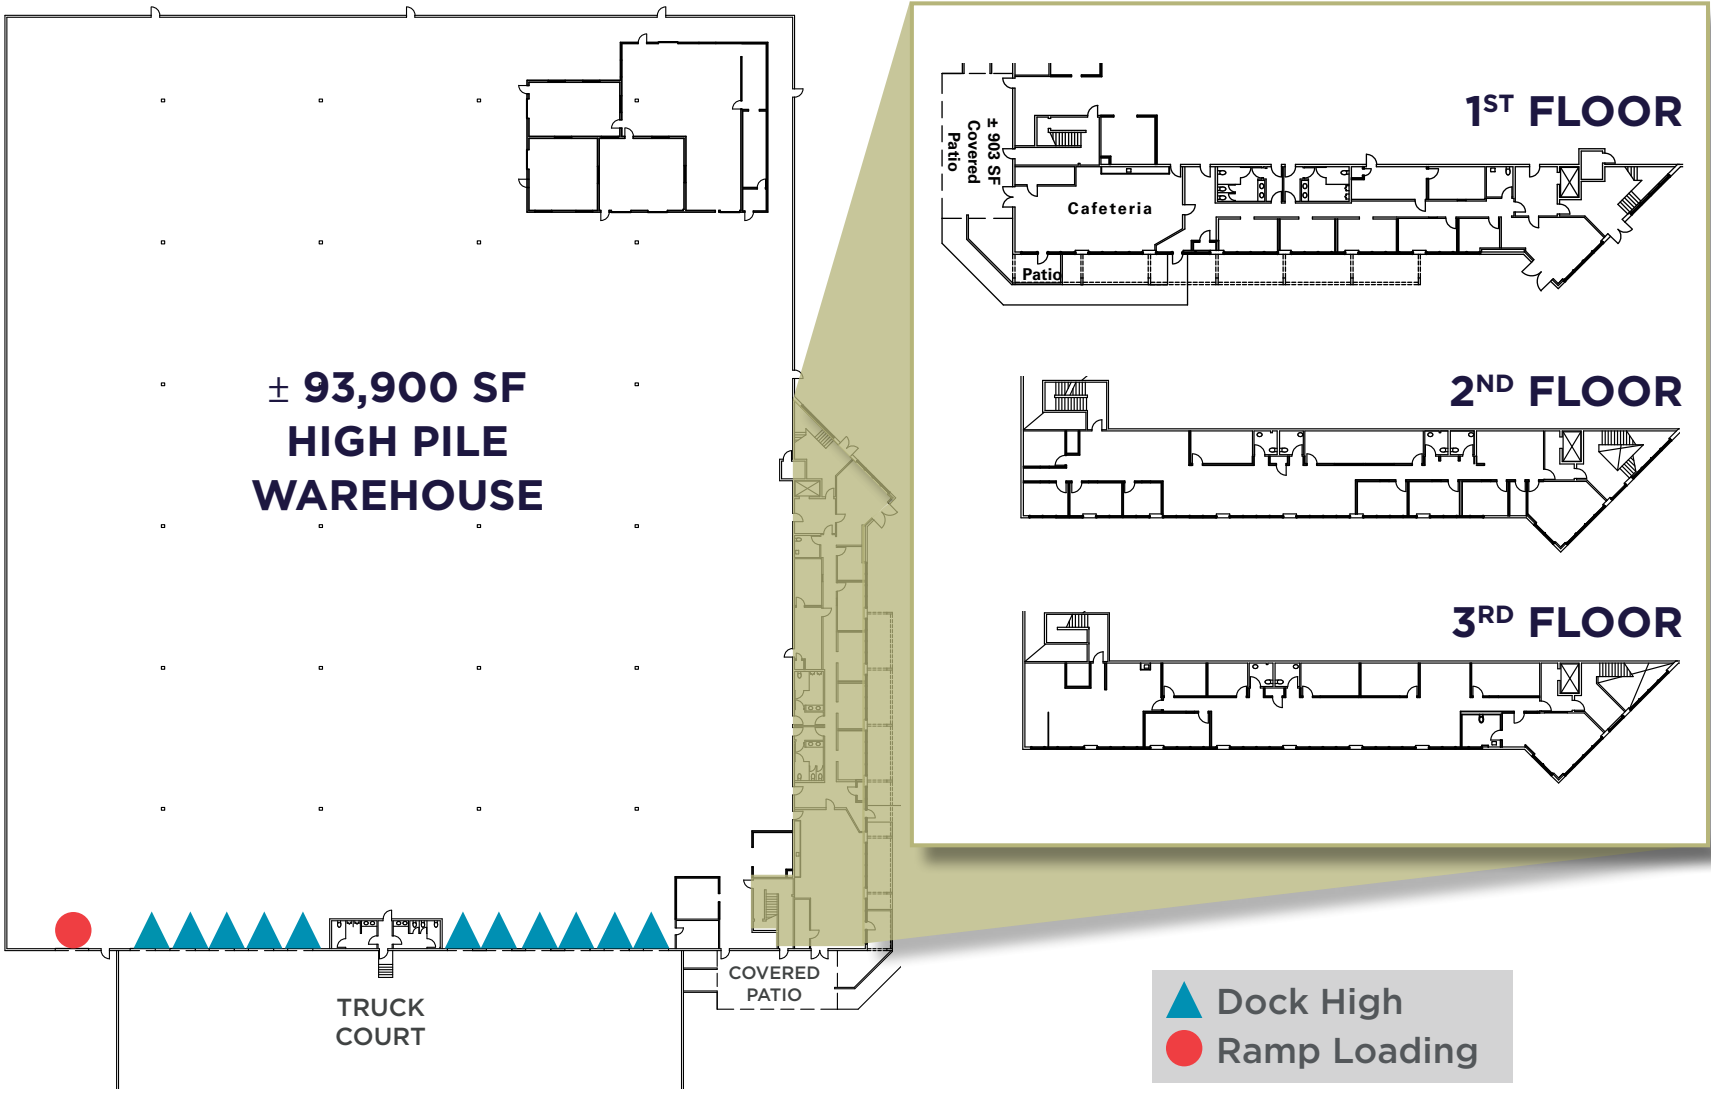 ± 93,900 SF
HIGH PILE
WAREHOUSE
TRUCK
COURT
COVERED
PATIO
1ST FLOOR
± 903 SF
Covered
Patio
Cafeteria
Patio
2ND FLOOR
3RD FLOOR
Dock High
Ramp Loading